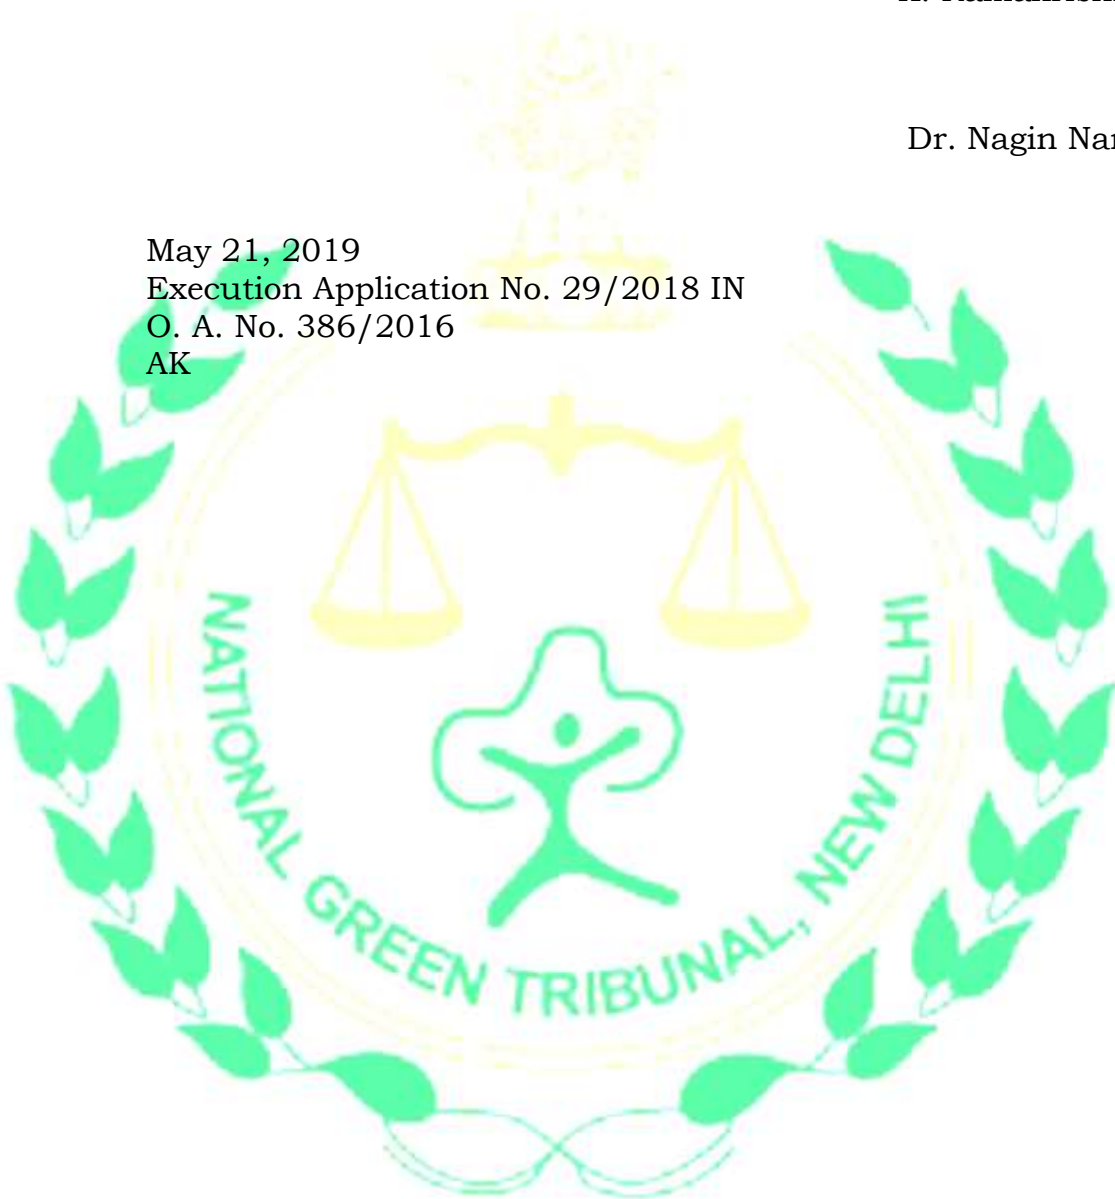 Dr. Nagin Nan
May 21, 2019
Execution Application No. 29/2018 IN
O. A. No. 386/2016
AK
NATIONAL GREEN TRIBUNAL, NEW DELHI